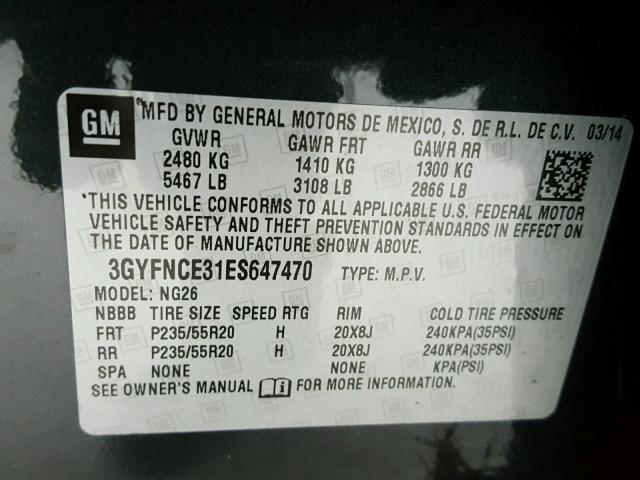 GM
*MFD BY GENERAL MOTORS DE MEXICO, S. DE R.L. DE C.V. 03/14
GVWR GAWR FRT GAWR RR
2480 KG 1410 KG 1300 KG
5467 LB 3108 LB 2866 LB
*THIS VEHICLE CONFORMS TO ALL APPLICABLE U.S. FEDERAL MOTOR
VEHICLE SAFETY AND THEFT PREVENTION STANDARDS IN EFFECT ON
THE DATE OF MANUFACTURE SHOWN ABOVE.
3GYFNCE31ES647470 TYPE: M.P.V.
MODEL: NG26
NBBB TIRE SIZE SPEED RTG RIM COLD TIRE PRESSURE
FRT P235/55R20 H 20X8J 240KPA(35PSI)
RR P235/55R20 H 20X8J 240KPA(35PSI)
SPA NONE NONE KPA(PSI)
SEE OWNER'S MANUAL FOR MORE INFORMATION.